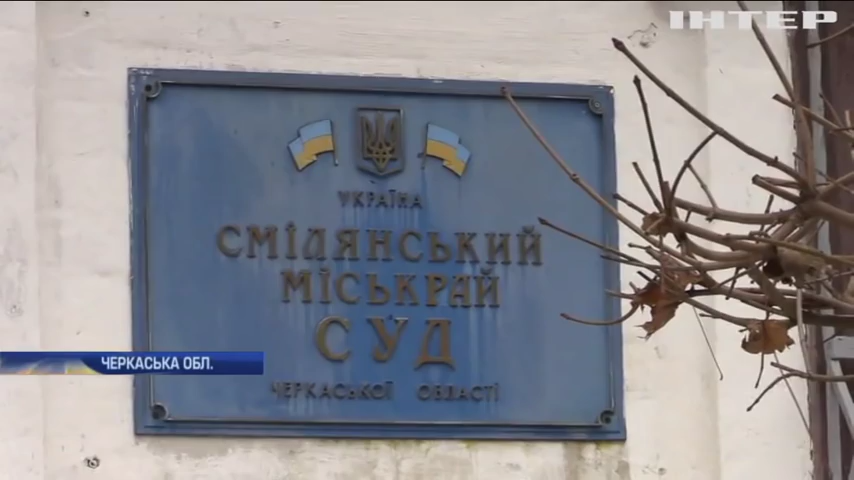 ІНТЕР
УКРАЇНА
СМІЛЯНСЬКИЙ
МІСЬКРАЙ
СУД
ЧЕРКАСЬКОЇ ОБЛАСТІ
ЧЕРКАСЬКА ОБЛ.